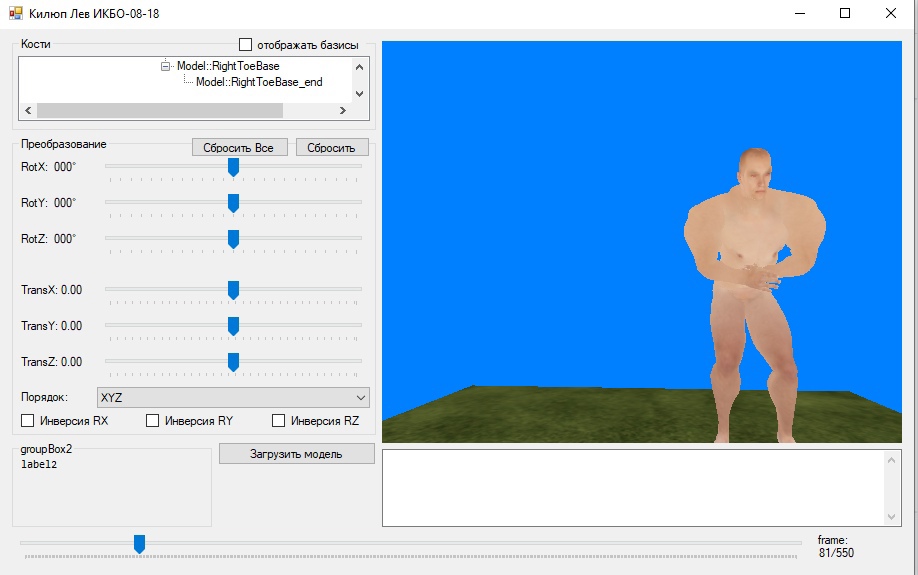 Килюп Лев ИКБО-08-18
Кости
отображать базисы
Model::RightToeBase
Model::RightToeBase_end
Преобразование
Сбросить Все
Сбросить
RotX: 000°
RotY: 000°
RotZ: 000°
TransX: 0.00
TransY: 0.00
TransZ: 0.00
Порядок:
XYZ
Инверсия RX
Инверсия RY
Инверсия RZ
groupBox2
label2
Загрузить модель
frame:
81/550